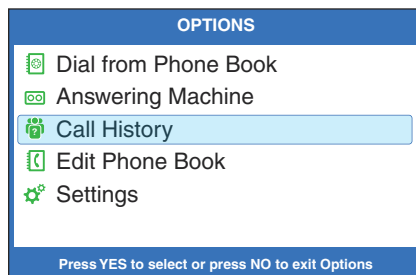 OPTIONS
Dial from Phone Book
Answering Machine
Call History
Edit Phone Book
Settings
Press YES to select or press NO to exit Options